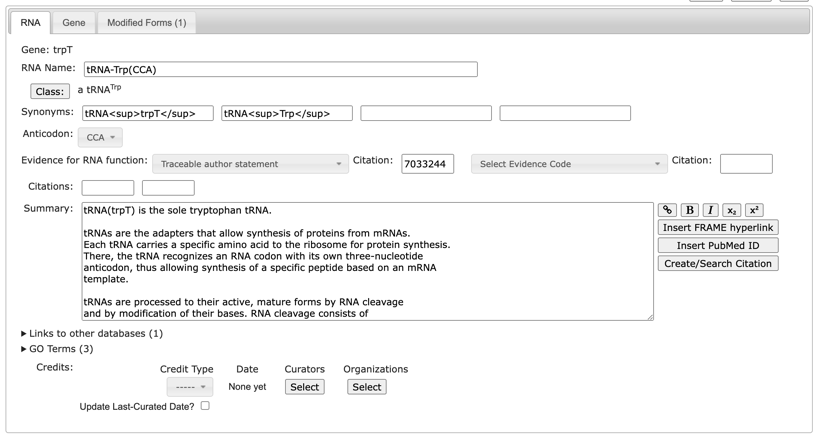 RNA Gene Modified Forms (1)
Gene: trpT
RNA Name: tRNA-Trp(CCA)
Class: a tRNATrp
Synonyms: tRNA<sup>trpT</sup> tRNA<sup>Trp</sup>
Anticodon: CCA
Evidence for RNA function: Traceable author statement Citation: 7033244 Select Evidence Code Citation:
Citations:
Summary: tRNA(trpT) is the sole tryptophan tRNA.
tRNAs are the adapters that allow synthesis of proteins from mRNAs.
Each tRNA carries a specific amino acid to the ribosome for protein synthesis.
There, the tRNA recognizes an RNA codon with its own three-nucleotide
anticodon, thus allowing synthesis of a specific peptide based on an mRNA
template.
tRNAs are processed to their active, mature forms by RNA cleavage
and by modification of their bases. RNA cleavage consists of
B I x₂ x²
Insert FRAME hyperlink
Insert PubMed ID
Create/Search Citation
Links to other databases (1)
GO Terms (3)
Credits: Credit Type Date Curators Organizations
----- None yet Select Select
Update Last-Curated Date?